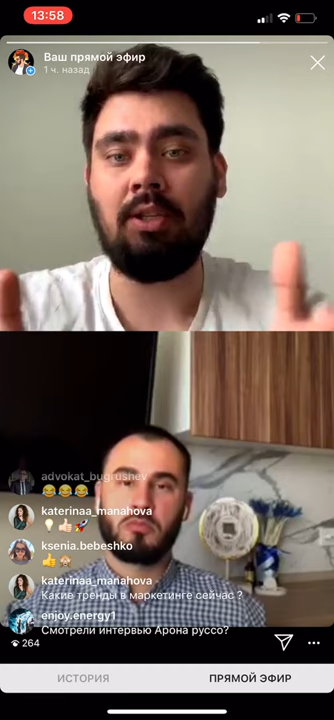 13:58
Ваш прямой эфир
1 ч. назад
advokat_bugrushev
😂😂😂
katerinaa_manahova
💡👍🏻🚀
ksenia.bebeshko
👍🙈
katerinaa_manahova
Какие тренды в маркетинге сейчас ?
enjoy.energy1
Смотрели интервью Арона руссо?
264
ИСТОРИЯ
ПРЯМОЙ ЭФИР